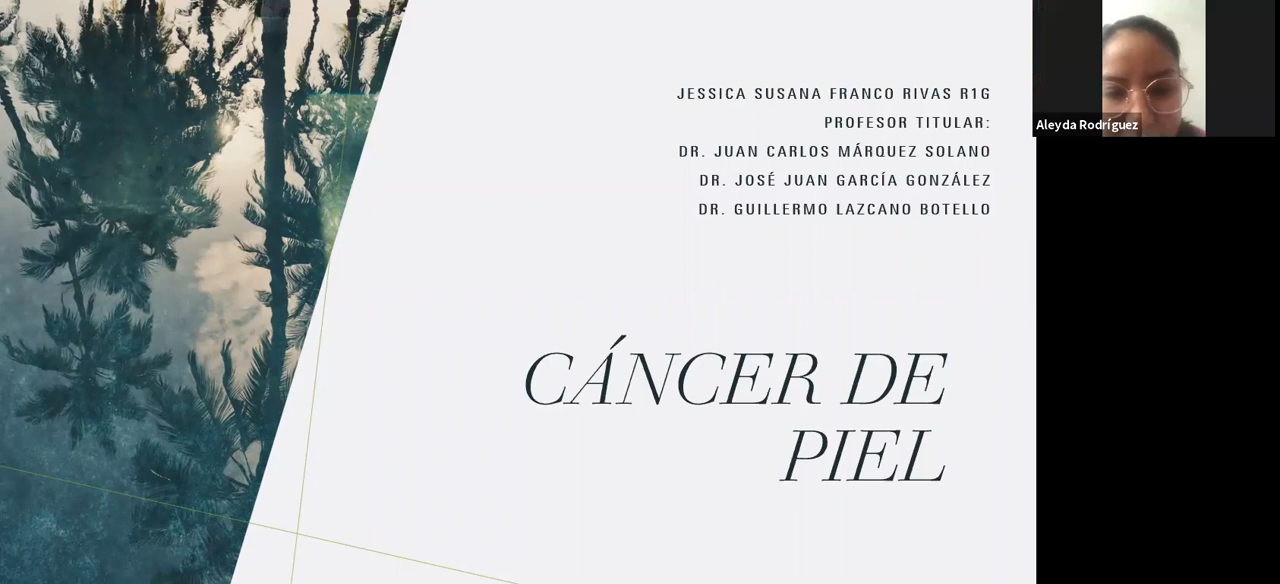 JESSICA SUSANA FRANCO RIVAS R1G
PROFESOR TITULAR:
DR. JUAN CARLOS MÁRQUEZ SOLANO
DR. JOSÉ JUAN GARCÍA GONZÁLEZ
DR. GUILLERMO LAZCANO BOTELLO
CÁNCER DE
PIEL
Aleyda Rodríguez